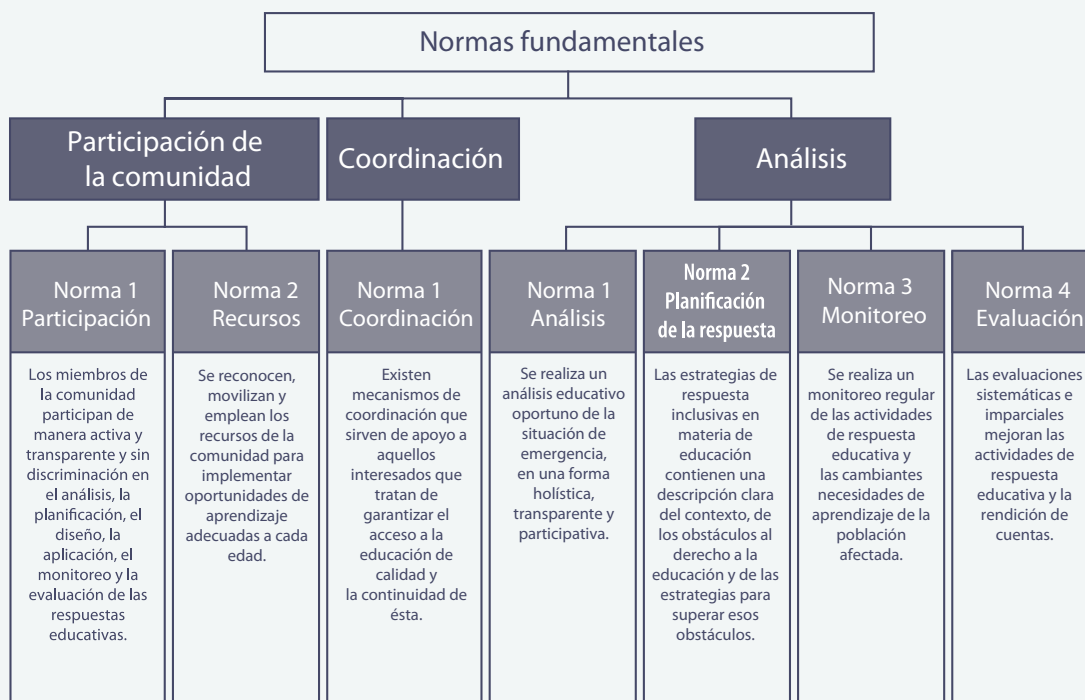 Normas fundamentales
Participación de
la comunidad
Coordinación
Análisis
Norma 1
Participación
Los miembros de
la comunidad
participan de
manera activa y
transparente y sin
discriminación en
el análisis, la
planificación, el
diseño, la
aplicación, el
monitoreo y la
evaluación de las
respuestas
educativas.
Norma 2
Recursos
Se reconocen,
movilizan y
emplean los
recursos de la
comunidad para
implementar
oportunidades de
aprendizaje
adecuadas a cada
edad.
Norma 1
Coordinación
Existen
mecanismos de
coordinación que
sirven de apoyo a
aquellos
interesados que
tratan de
garantizar el
acceso a la
educación de
calidad y
la continuidad de
ésta.
Norma 1
Análisis
Se realiza un
análisis educativo
oportuno de la
situación de
emergencia,
en una forma
holística,
transparente y
participativa.
Norma 2
Planificación
de la respuesta
Las estrategias de
respuesta
inclusivas en
materia de
educación
contienen una
descripción clara
del contexto, de
los obstáculos al
derecho a la
educación y de las
estrategias para
superar esos
obstáculos.
Norma 3
Monitoreo
Se realiza un
monitoreo regular
de las actividades
de respuesta
educativa y
las cambiantes
necesidades de
aprendizaje de la
población
afectada.
Norma 4
Evaluación
Las evaluaciones
sistemáticas e
imparciales
mejoran las
actividades de
respuesta
educativa y la
rendición de
cuentas.